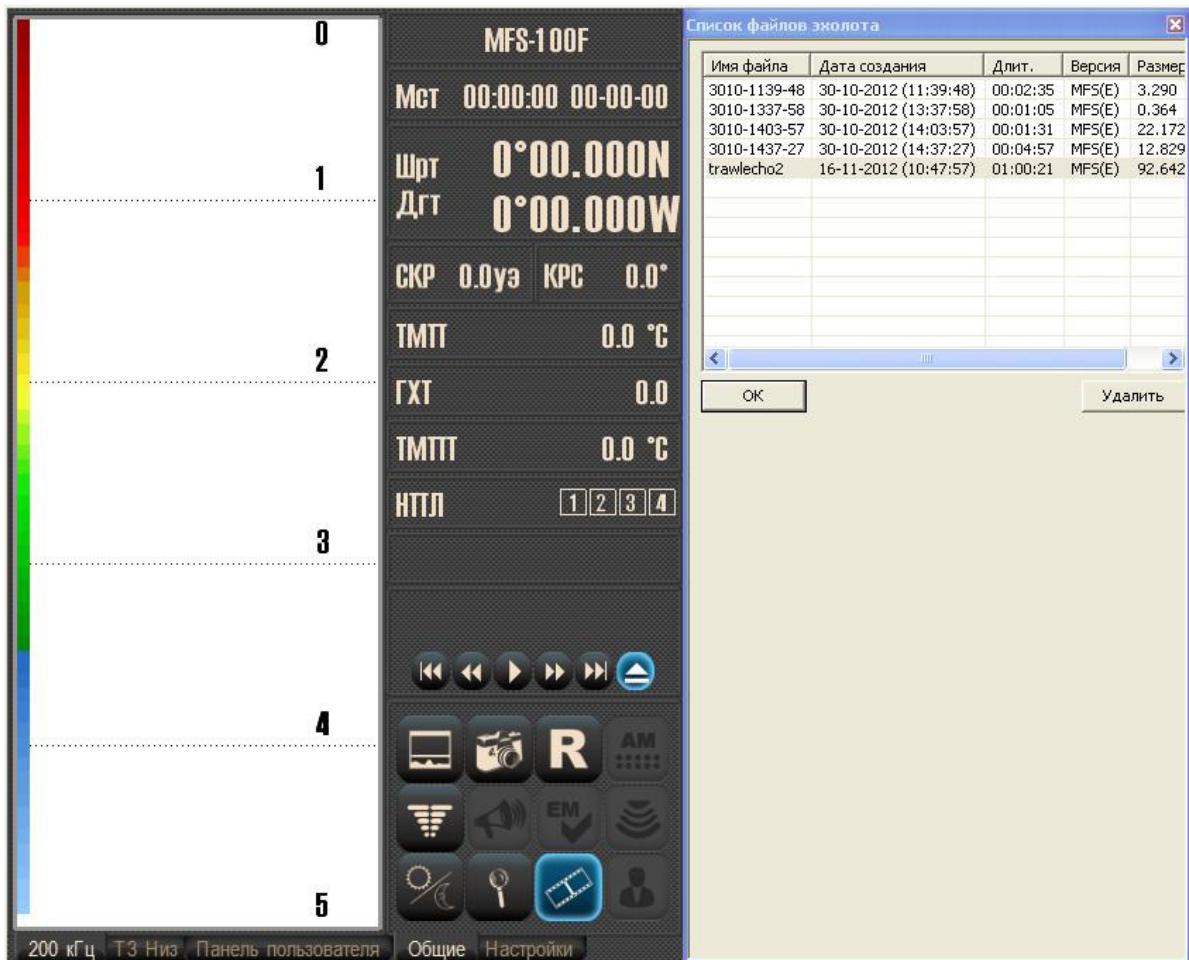 0
1
2
3
4
5
200 кГц ТЗ Низ Панель пользователя
MFS-100F
Мст 00:00:00 00-00-00
Шрт 0°00.000N
Дгт 0°00.000W
СКР 0.0уз КРС 0.0°
ТМП 0.0 °C
ГХТ 0.0
ТМПТ 0.0 °C
НПЛ 1 2 3 4
R AM
EM
Общие Настройки
Список файлов эхолота
Имя файла Дата создания Длит. Версия Размер
3010-1139-48 30-10-2012 (11:39:48) 00:02:35 MFS(E) 3.290
3010-1337-58 30-10-2012 (13:37:58) 00:01:05 MFS(E) 0.364
3010-1403-57 30-10-2012 (14:03:57) 00:01:31 MFS(E) 22.172
3010-1437-27 30-10-2012 (14:37:27) 00:04:57 MFS(E) 12.829
trawlecho2 16-11-2012 (10:47:57) 01:00:21 MFS(E) 92.642
ОК Удалить